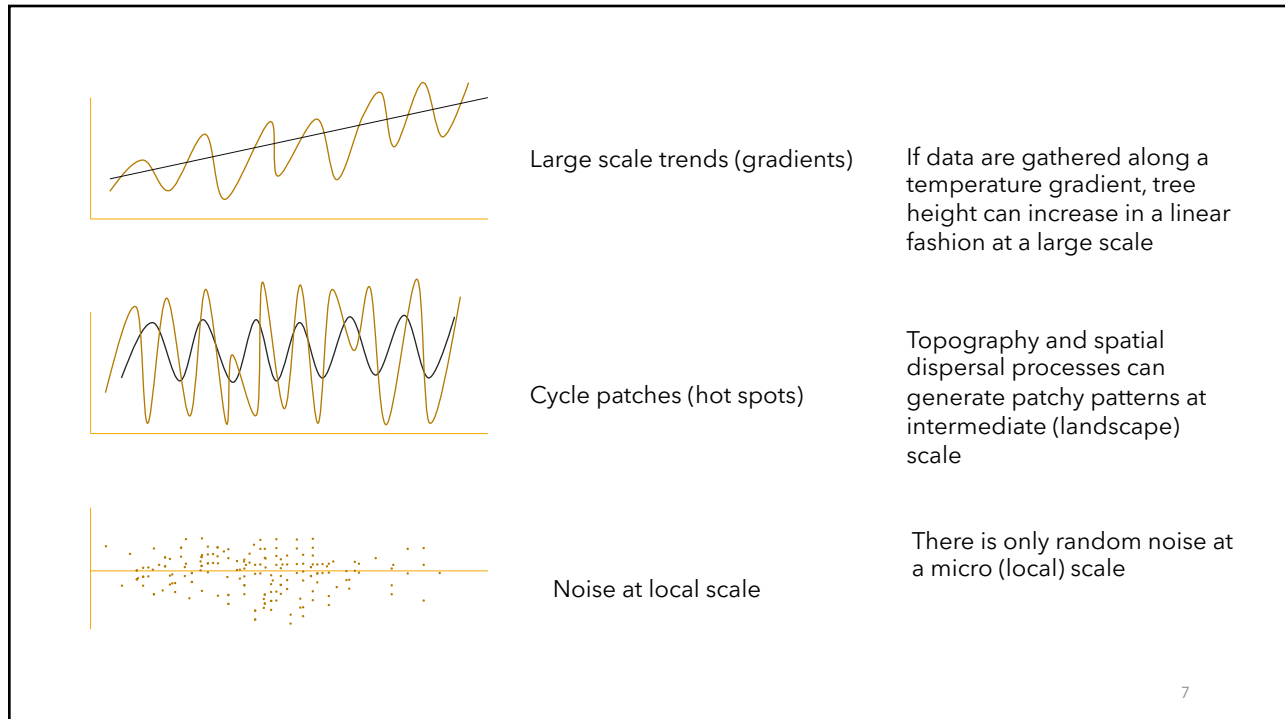 Large scale trends (gradients)
If data are gathered along a
temperature gradient, tree
height can increase in a linear
fashion at a large scale
Cycle patches (hot spots)
Topography and spatial
dispersal processes can
generate patchy patterns at
intermediate (landscape)
scale
Noise at local scale
There is only random noise at
a micro (local) scale
7